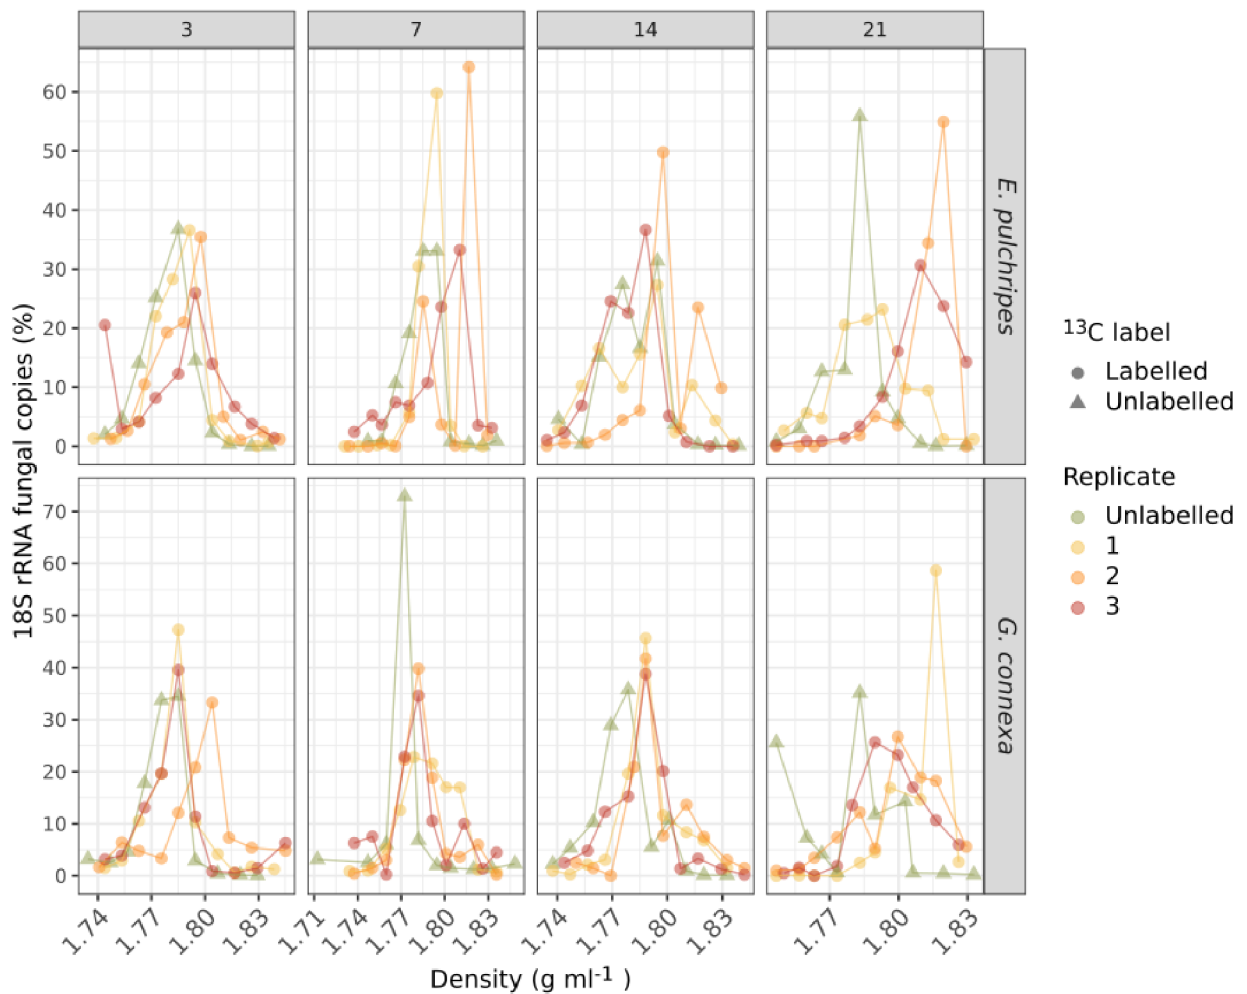 3 7 14 21
18S rRNA fungal copies (%)
60
50
40
30
20
10
0
E. pulchripes
70
60
50
40
30
20
10
0
G. connexa
1.74 1.77 1.80 1.83 1.71 1.74 1.77 1.80 1.83 1.74 1.77 1.80 1.83 1.77 1.80 1.83
Density (g ml⁻¹ )
¹³C label
Labelled
Unlabelled
Replicate
Unlabelled
1
2
3